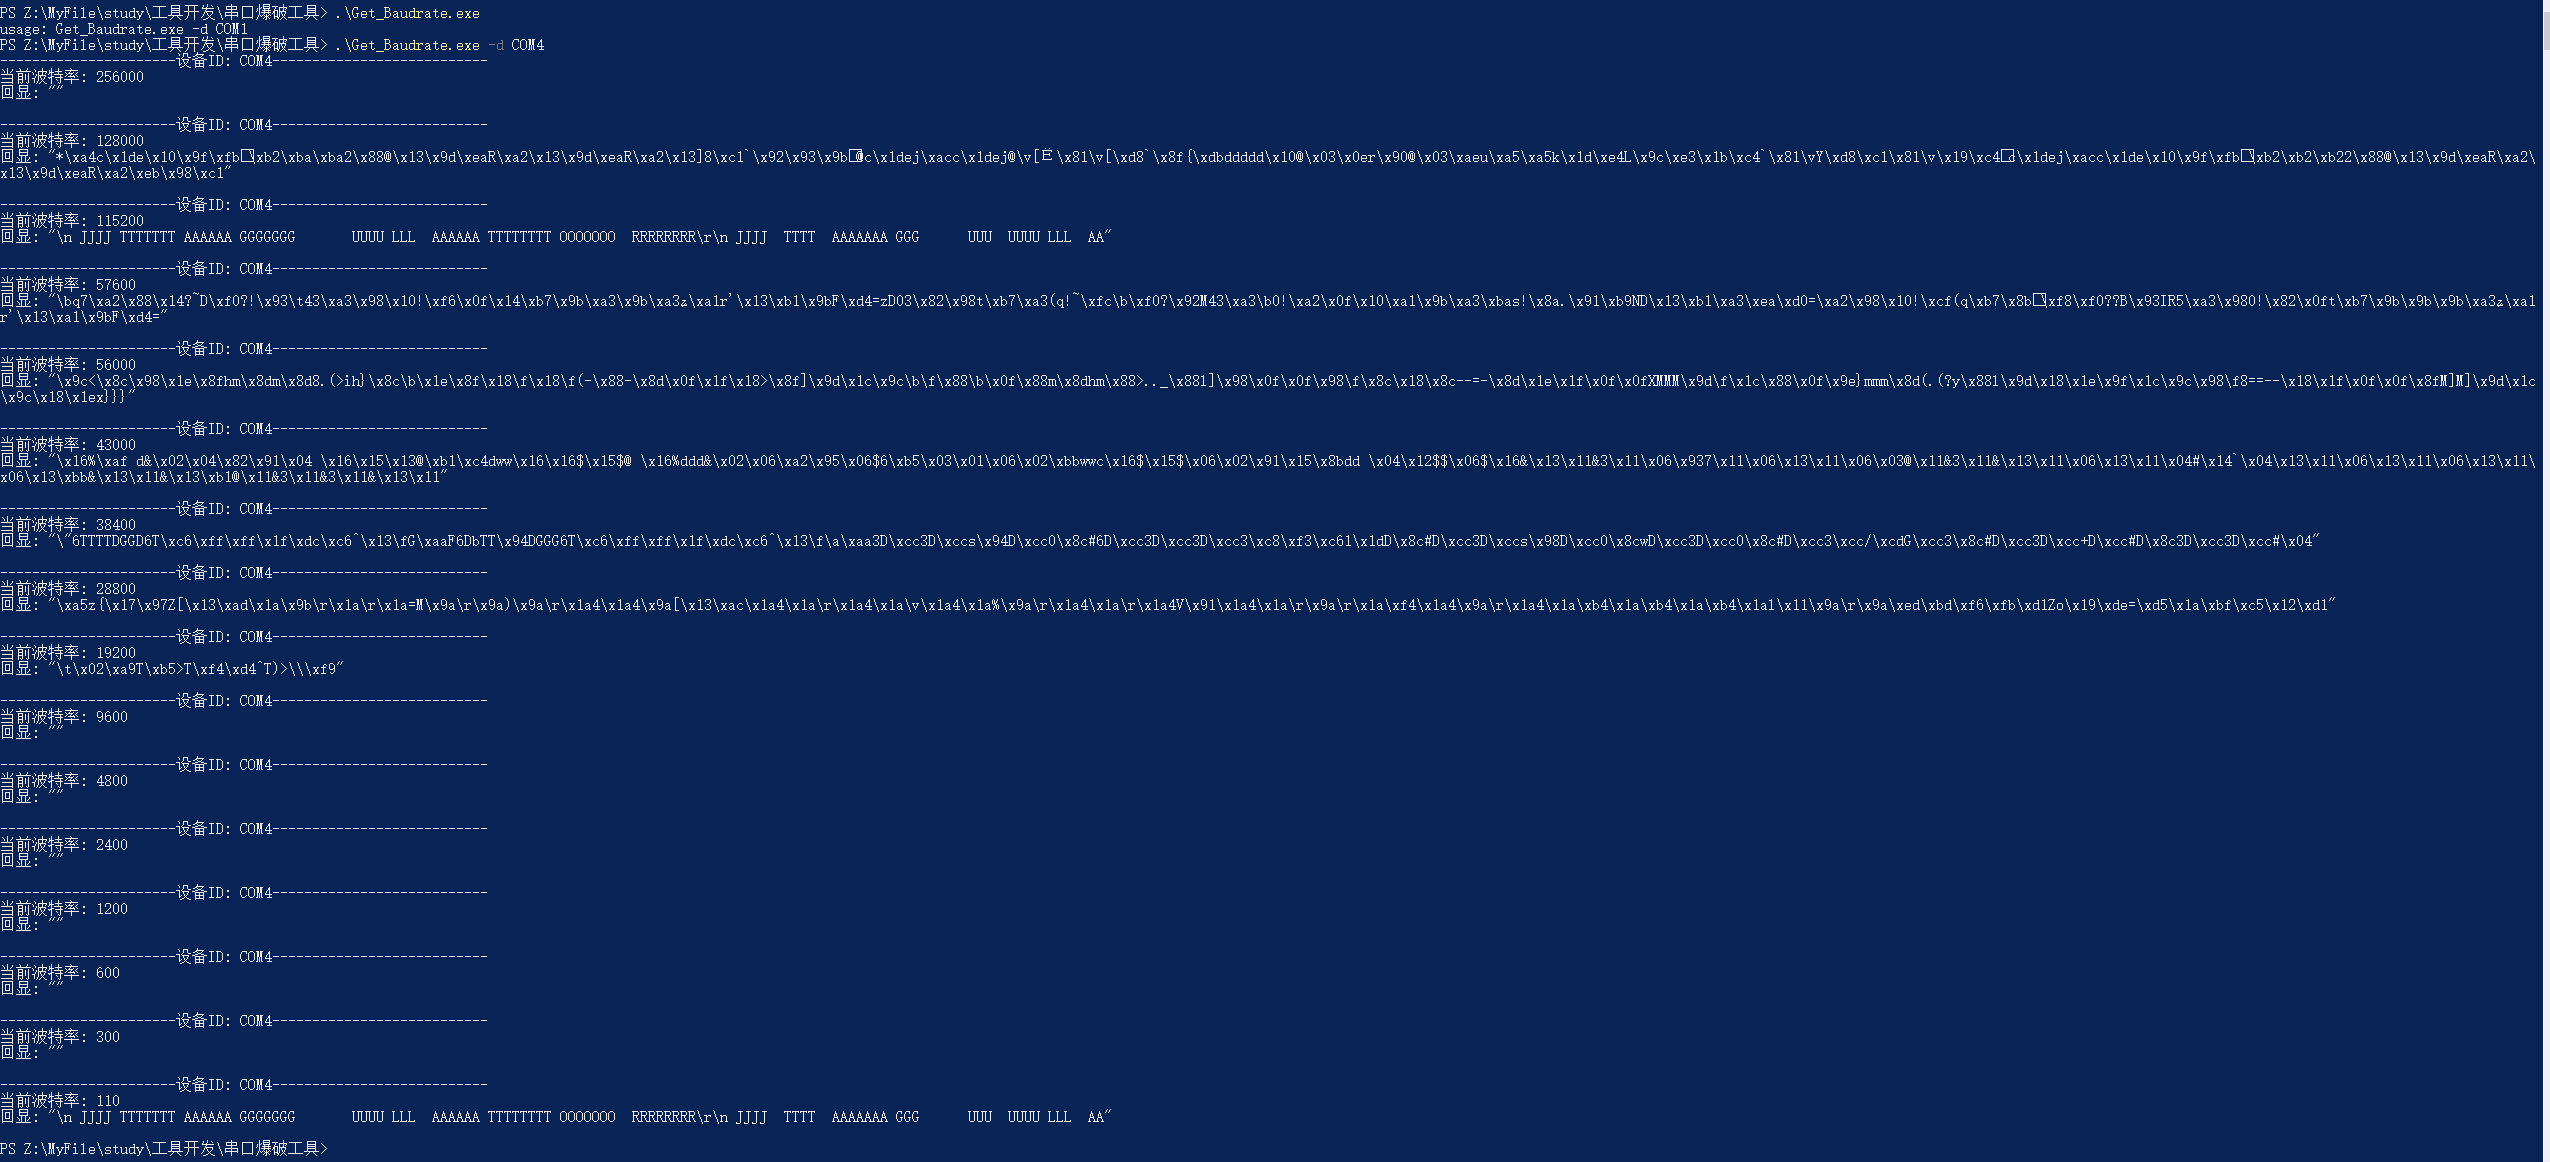 PS Z:\MyFile\study\工具开发\串口爆破工具> .\Get_Baudrate.exe
usage: Get_Baudrate.exe -d COM1
PS Z:\MyFile\study\工具开发\串口爆破工具> .\Get_Baudrate.exe -d COM4
----------------------设备ID: COM4---------------------------
当前波特率: 256000
回显: ""
----------------------设备ID: COM4---------------------------
当前波特率: 128000
回显: "*\xa4c\x1de\x10\x9f\xfb\xb2\xba\xba2\x88@\x13\x9d\xeaR\xa2\x13\x9d\xeaR\xa2\x13]8\xc1`\x92\x93\x9b@c\x1dej\xacc\x1dej@\v[Ë\x81\v[\xd8`\x8f{\xdbddddd\x10@\x03\x0er\x90@\x03\xaeu\xa5\xa5k\x1d\xe4L\x9c\xe3\x1b\xc4`\x81\vY\xd8\xc1\x81\v\x19\xc4d\x1dej\xacc\x1de\x10\x9f\xfb\xb2\xb2\xb22\x88@\x13\x9d\xeaR\xa2\
x13\x9d\xeaR\xa2\xeb\x98\xc1"
----------------------设备ID: COM4---------------------------
当前波特率: 115200
回显: "\n JJJJ TTTTTTT AAAAAA GGGGGGG       UUUU LLL  AAAAAA TTTTTTTT OOOOOOO  RRRRRRRR\r\n JJJJ  TTTT  AAAAAAA GGG      UUU  UUUU LLL  AA"
----------------------设备ID: COM4---------------------------
当前波特率: 57600
回显: "\bq7\xa2\x88\x14?~D\xf0?!\x93\t43\xa3\x98\x10!\xf6\x0f\x14\xb7\x9b\xa3\x9b\xa3\xa1r'\x13\xb1\x9bF\xd4=zD03\x82\x98t\xb7\xa3(q!~\xfc\b\xf0?\x92M43\xa3\b0!\xa2\x0f\x10\xa1\x9b\xa3\xbas!\x8a.\x91\xb9ND\x13\xb1\xa3\xea\xd0=\xa2\x98\x10!\xcf(q\xb7\x8b\xf8\xf0??B\x93IR5\xa3\x980!\x82\x0ft\xb7\x9b\x9b\x9b\xa3\xa1
r'\x13\xa1\x9bF\xd4="
----------------------设备ID: COM4---------------------------
当前波特率: 56000
回显: "\x9c<\x8c\x98\x1e\x8fhm\x8dm\x8d8.(>ih}\x8c\b\x1e\x8f\x18\f\x18\f(-\x88-\x8d\x0f\x1f\x18>\x8f]\x9d\x1c\x9c\b\f\x88\b\x0f\x88m\x8dhm\x88>.._\x881]\x98\x0f\x0f\x98\f\x8c\x18\x8c--=-\x8d\x1e\x1f\x0f\x0fXMMM\x9d\f\x1c\x88\x0f\x9e}mmm\x8d(.(?y\x881\x9d\x18\x1e\x9f\x1c\x9c\x98\f8==--\x18\x1f\x0f\x0f\x8fM]M]\x9d\x1c
\x9c\x18\x1ex}}}"
----------------------设备ID: COM4---------------------------
当前波特率: 43000
回显: "\x16%\xaf d&\x02\x04\x82\x91\x04 \x16\x15\x13@\xb1\xc4dww\x16\x16$\x15$@ \x16%ddd&\x02\x06\xa2\x95\x06$6\xb5\x03\x01\x06\x02\xbbwwc\x16$\x15$\x06\x02\x91\x15\x8bdd \x04\x12$$\x06$\x16&\x13\x11&3\x11\x06\x937\x11\x06\x13\x11\x06\x03@\x11&3\x11&\x13\x11\x06\x13\x11\x04#\x14`\x04\x13\x11\x06\x13\x11\x06\x13\x11\
x06\x13\xbb&\x13\x11&\x13\xb1@\x11&3\x11&3\x11&\x13\x11"
----------------------设备ID: COM4---------------------------
当前波特率: 38400
回显: "\"6TTTTDGGD6T\xc6\xff\xff\x1f\xdc\xc6^\x13\fG\xaaF6DbTT\x94DGGG6T\xc6\xff\xff\x1f\xdc\xc6^\x13\f\a\xaa3D\xcc3D\xccs\x94D\xcc0\x8c#6D\xcc3D\xcc3D\xcc3\xc8\xf3\xc61\x1dD\x8c#D\xcc3D\xccs\x98D\xcc0\x8cwD\xcc3D\xcc0\x8c#D\xcc3\xcc/\xcdG\xcc3\x8c#D\xcc3D\xcc+D\xcc#D\x8c3D\xcc3D\xcc#\x04"
----------------------设备ID: COM4---------------------------
当前波特率: 28800
回显: "\xa5z{\x17\x97Z[\x13\xad\x1a\x9b\r\x1a\r\x1a=M\x9a\r\x9a)\x9a\r\x1a4\x1a4\x9a[\x13\xac\x1a4\x1a\r\x1a4\x1a\v\x1a4\x1a%\x9a\r\x1a4\x1a\r\x1a4V\x91\x1a4\x1a\r\x9a\r\x1a\xf4\x1a4\x9a\r\x1a4\x1a\xb4\x1a\xb4\x1a\xb4\x1a1\x11\x9a\r\x9a\xed\xbd\xf6\xfb\xd1Zo\x19\xde=\xd5\x1a\xbf\xc5\x12\xd1"
----------------------设备ID: COM4---------------------------
当前波特率: 19200
回显: "\t\x02\xa9T\xb5>T\xf4\xd4^T)>\\\xf9"
----------------------设备ID: COM4---------------------------
当前波特率: 9600
回显: ""
----------------------设备ID: COM4---------------------------
当前波特率: 4800
回显: ""
----------------------设备ID: COM4---------------------------
当前波特率: 2400
回显: ""
----------------------设备ID: COM4---------------------------
当前波特率: 1200
回显: ""
----------------------设备ID: COM4---------------------------
当前波特率: 600
回显: ""
----------------------设备ID: COM4---------------------------
当前波特率: 300
回显: ""
----------------------设备ID: COM4---------------------------
当前波特率: 110
回显: "\n JJJJ TTTTTTT AAAAAA GGGGGGG       UUUU LLL  AAAAAA TTTTTTTT OOOOOOO  RRRRRRRR\r\n JJJJ  TTTT  AAAAAAA GGG      UUU  UUUU LLL  AA"
PS Z:\MyFile\study\工具开发\串口爆破工具>